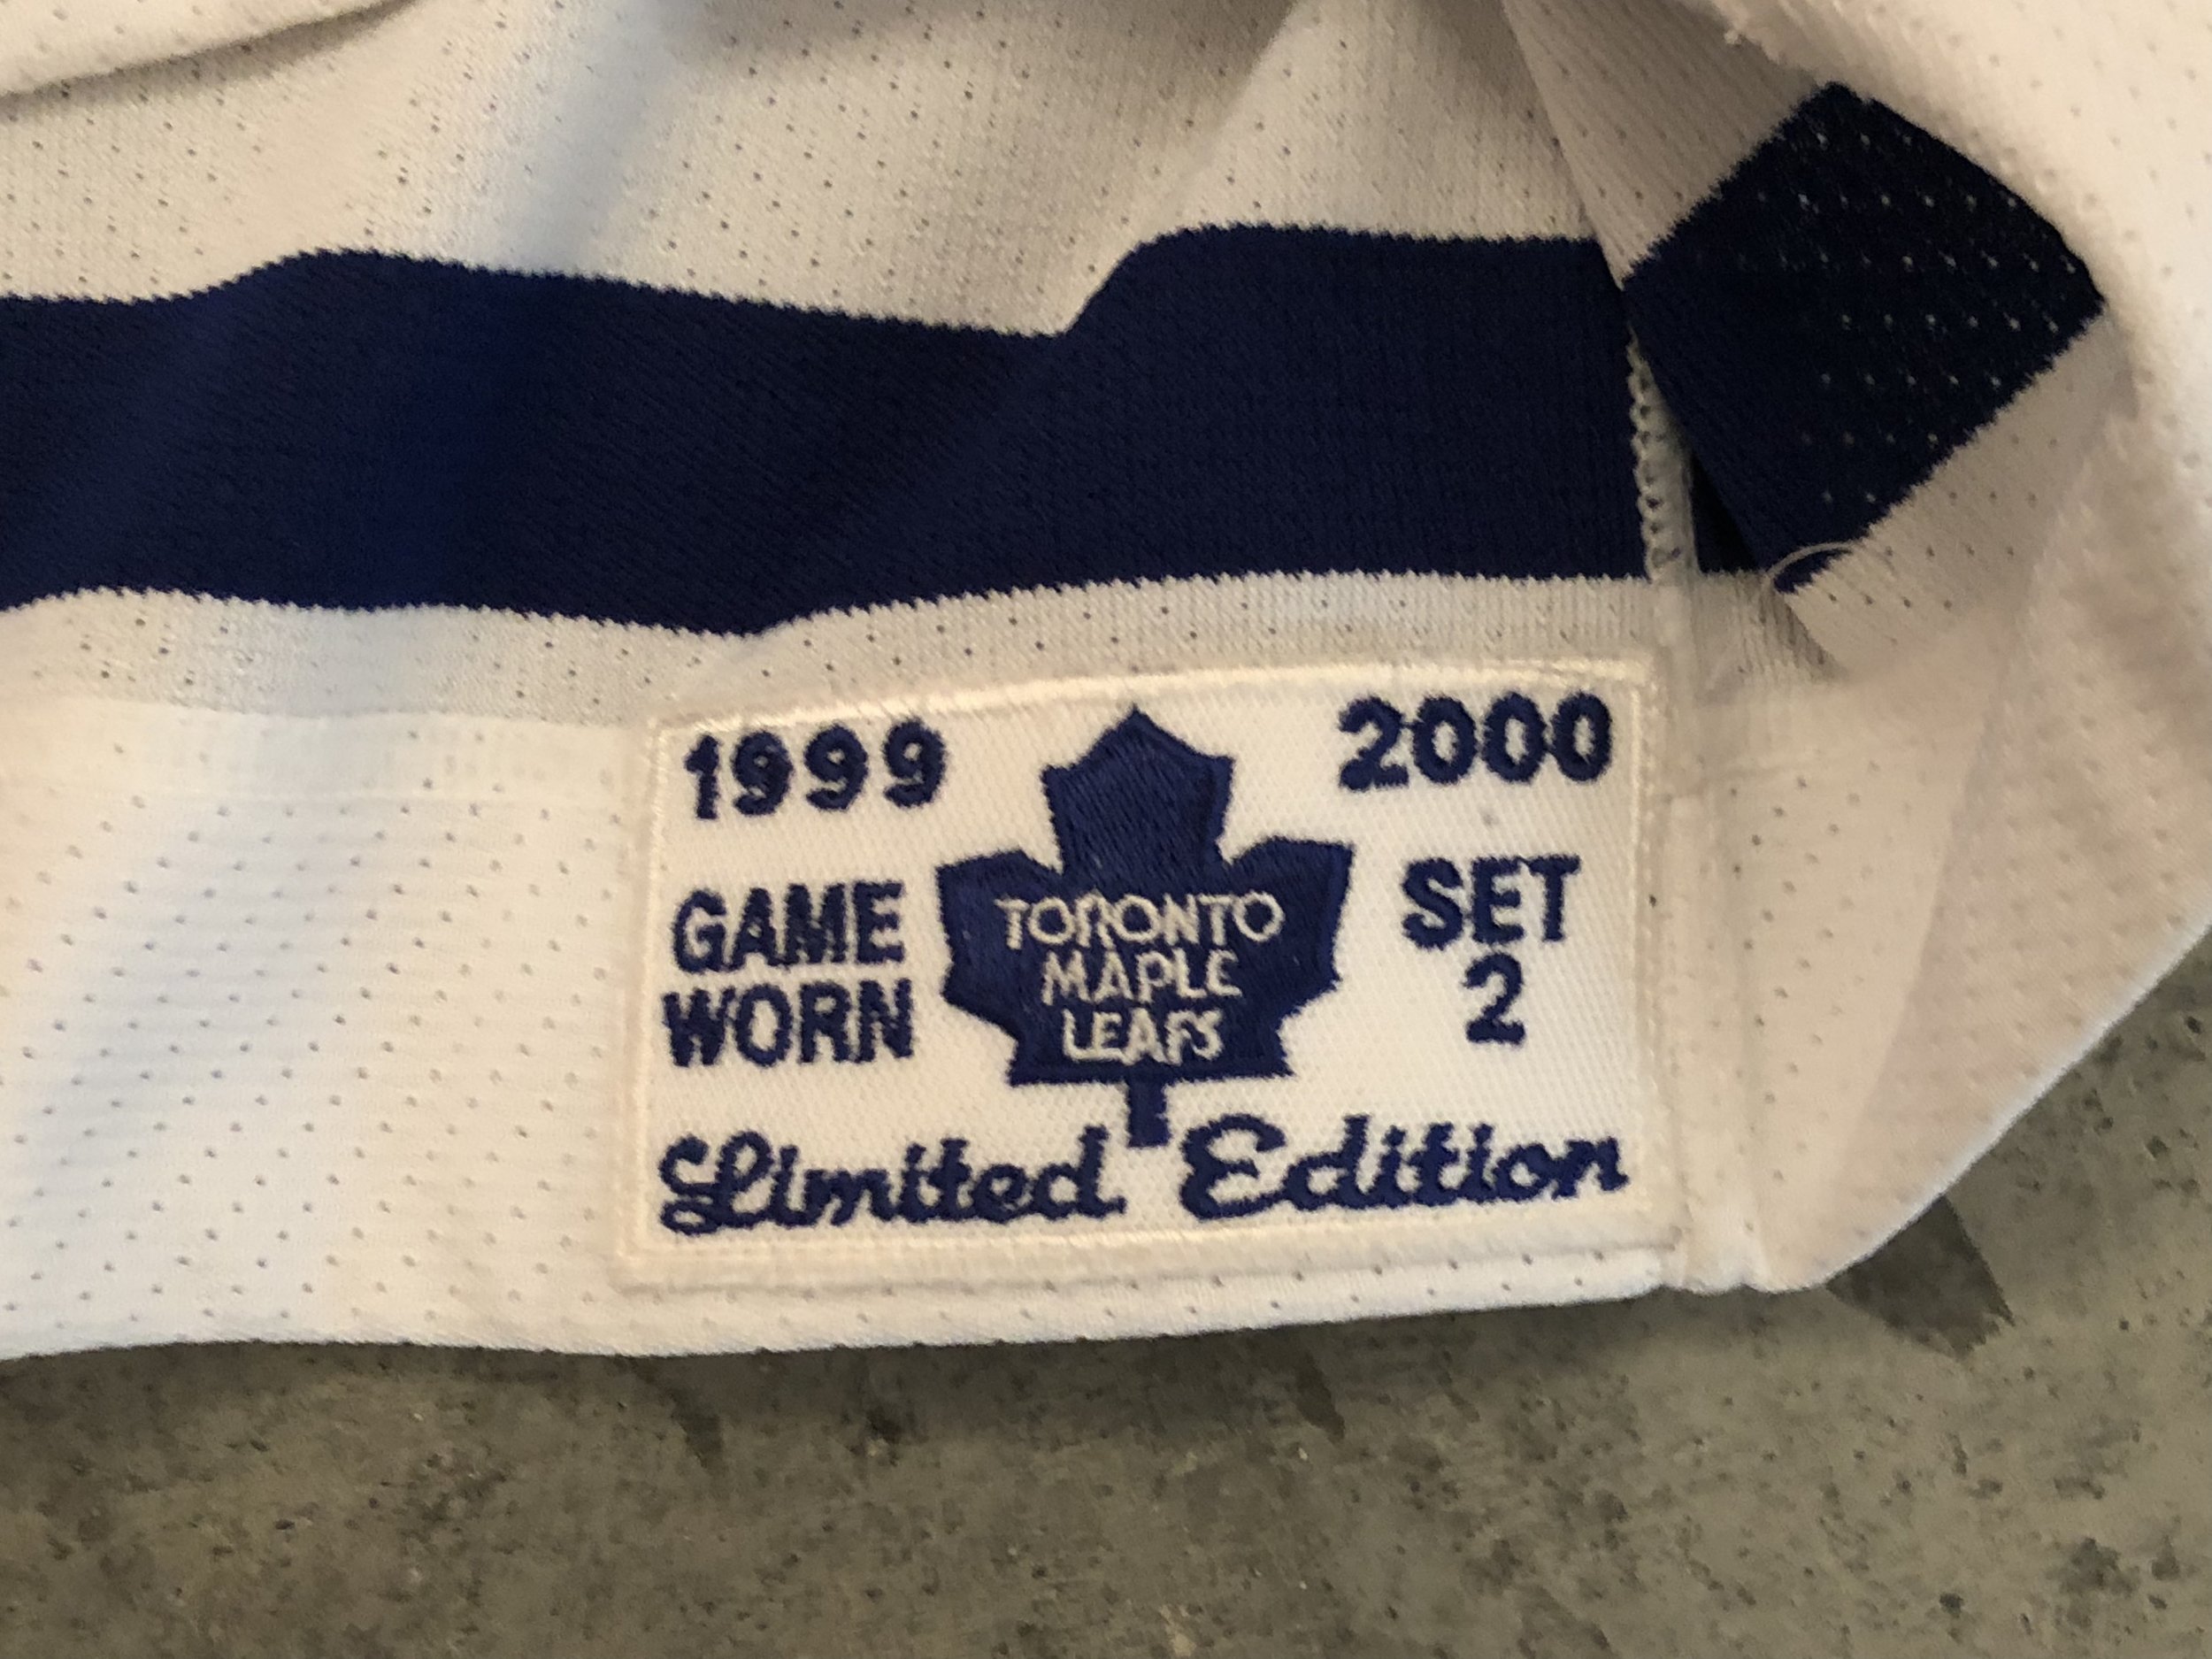 1999 2000
GAME
WORN
TORONTO
MAPLE
LEAFS
SET
2
Limited Edition